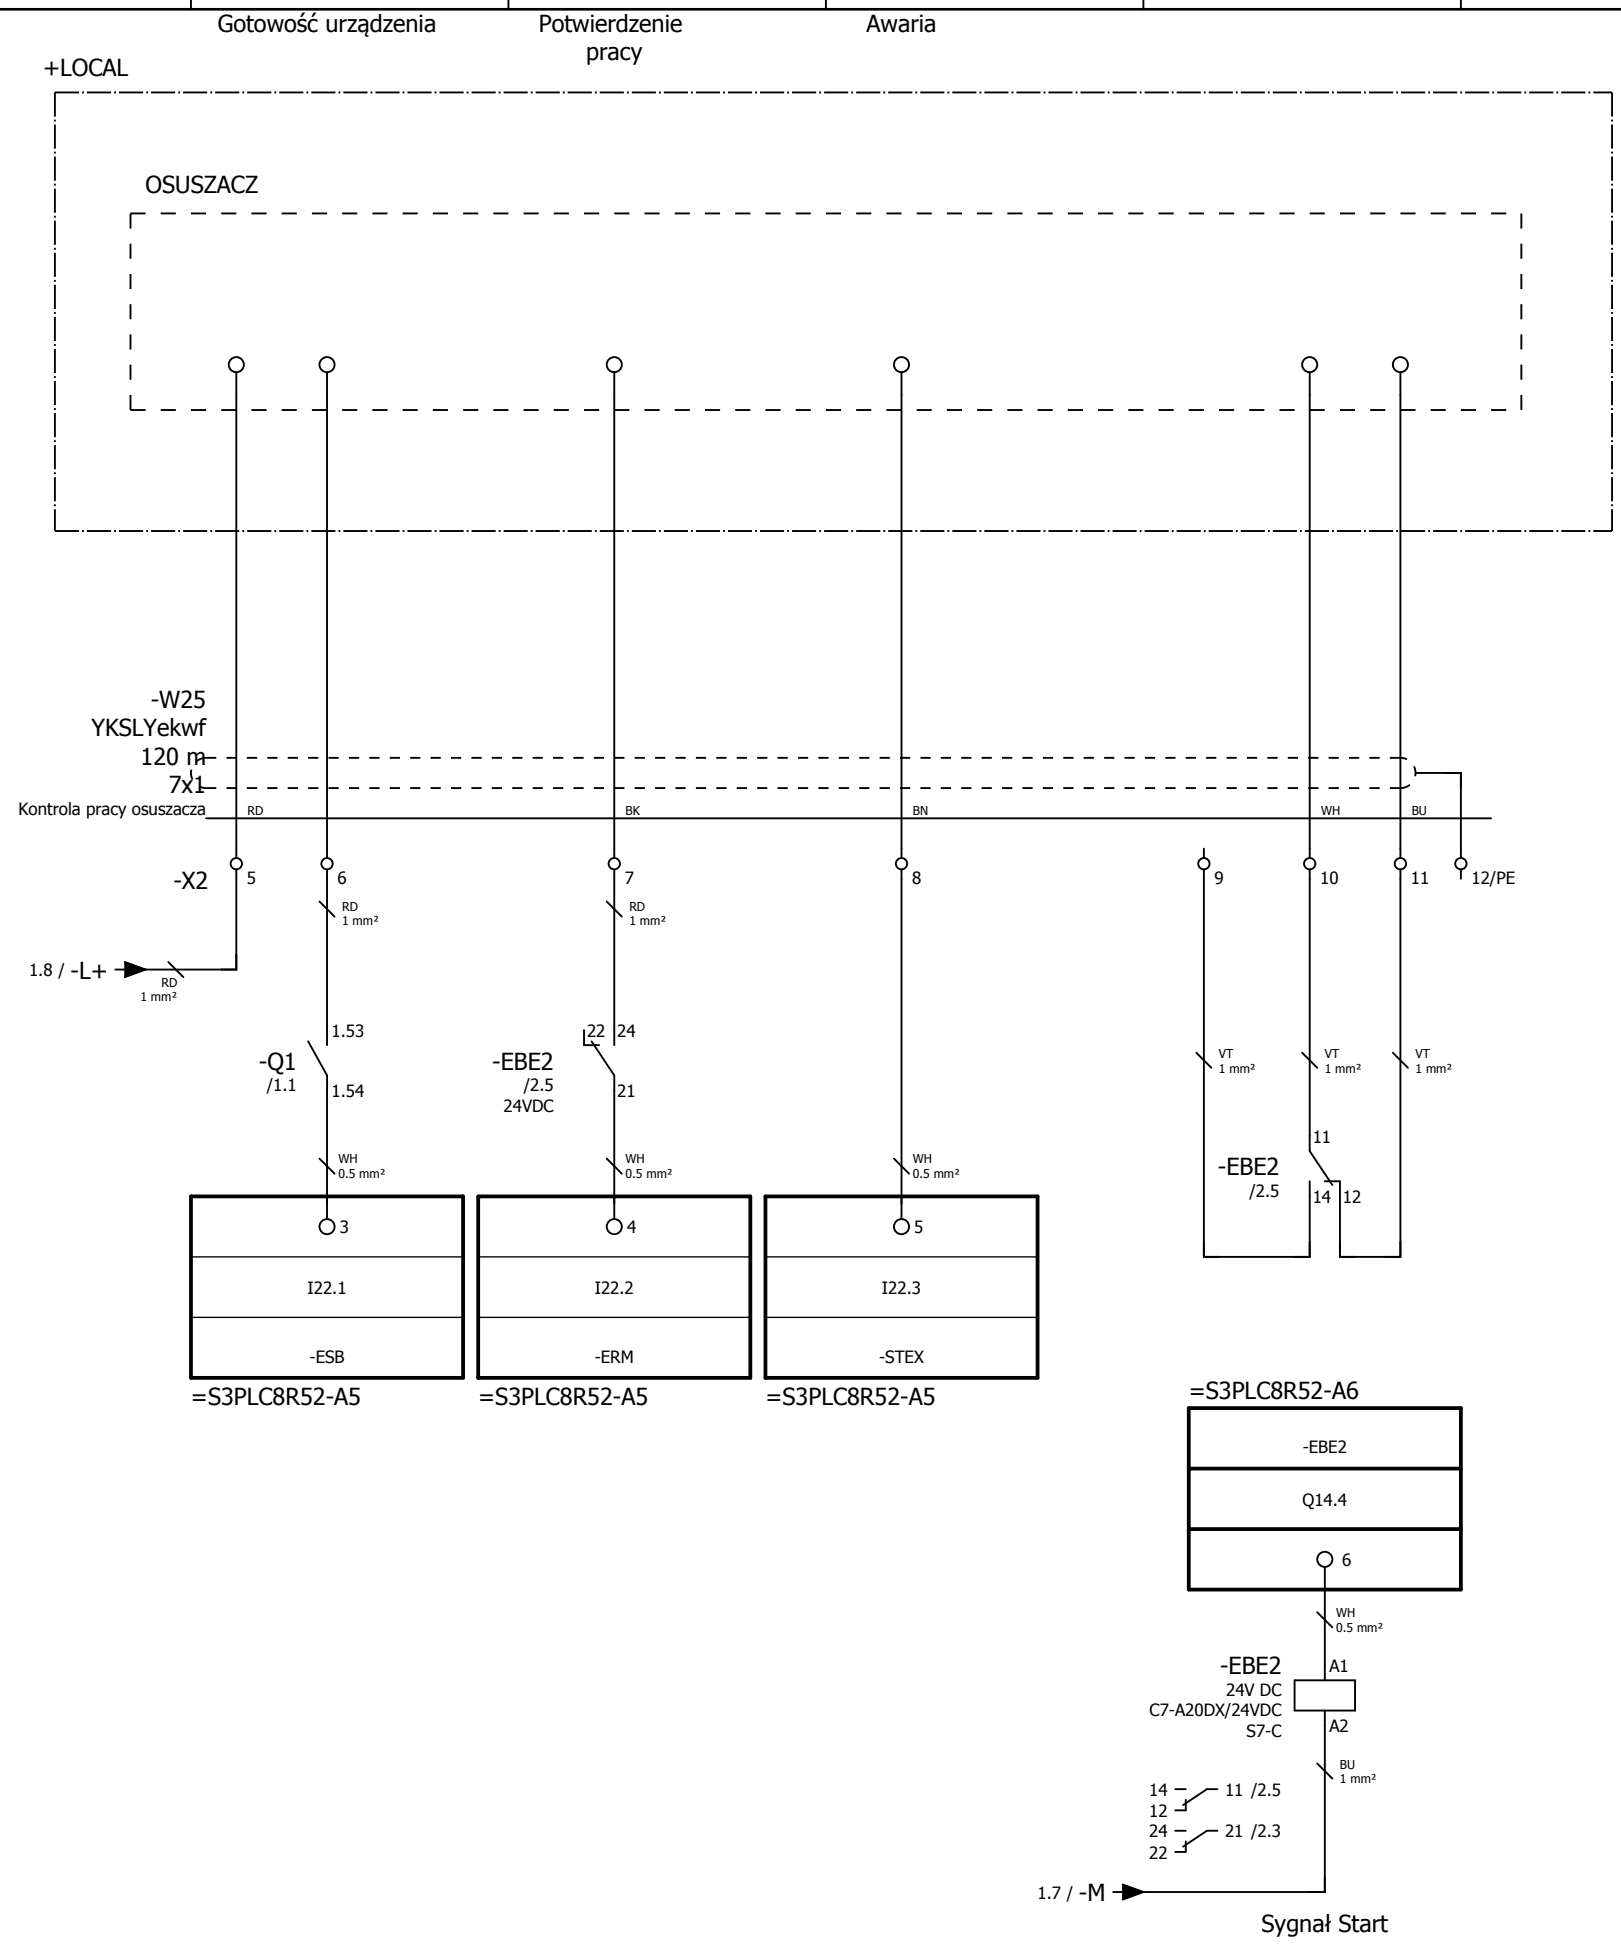 Gotowość urządzenia
Potwierdzenie
pracy
Awaria
+LOCAL
OSUSZACZ
-W25
YKSLYekwf
120 m
7x1
Kontrola pracy osuszacza
RD
BK
BN
WH
BU
-X2
5
6
7
8
9
10
11
12/PE
RD
1 mm²
RD
1 mm²
1.8 / -L+
RD
1 mm²
1.53
-Q1
/1.1
1.54
22
24
-EBE2
/2.5
24VDC
21
VT
1 mm²
VT
1 mm²
VT
1 mm²
11
-EBE2
/2.5
14
12
WH
0.5 mm²
WH
0.5 mm²
WH
0.5 mm²
3
4
5
I22.1
I22.2
I22.3
-ESB
-ERM
-STEX
=S3PLC8R52-A5
=S3PLC8R52-A5
=S3PLC8R52-A5
=S3PLC8R52-A6
-EBE2
Q14.4
6
WH
0.5 mm²
-EBE2
24V DC
C7-A20DX/24VDC
S7-C
A1
A2
BU
1 mm²
14
11 /2.5
12
24
21 /2.3
22
1.7 / -M
Sygnał Start